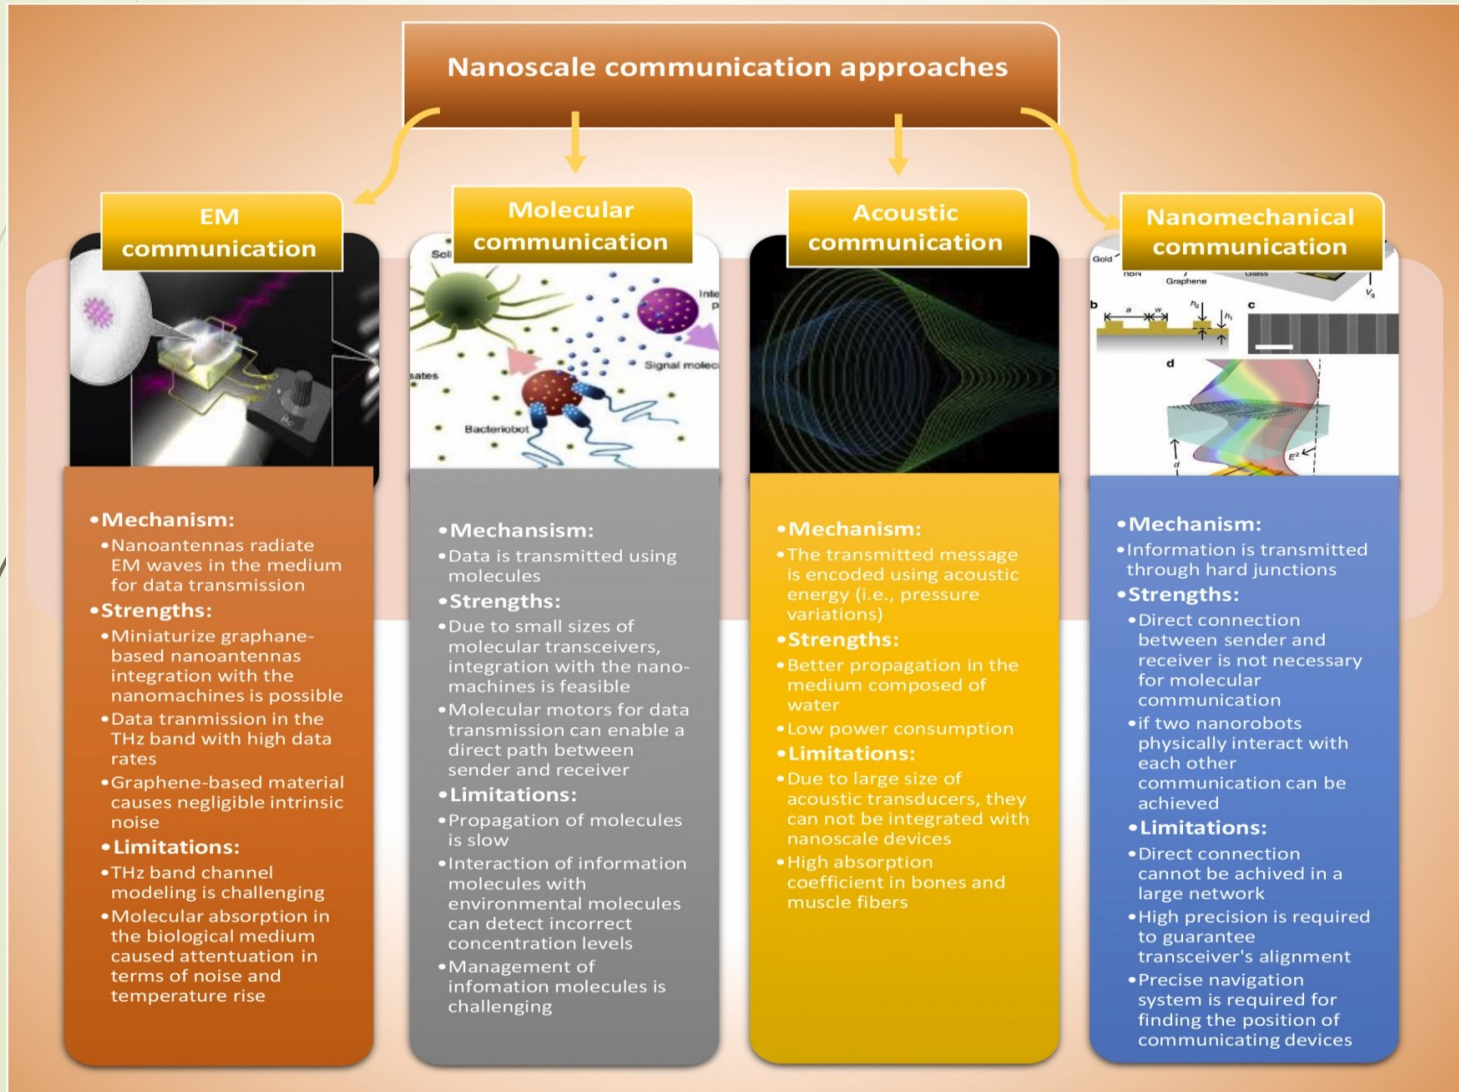 Nanoscale communication approaches
EM
communication
Molecular
communication
Acoustic
communication
Nanomechanical
communication
•Mechanism:
•Nanoantennas radiate
EM waves in the medium
for data transmission
•Strengths:
•Miniaturize graphane-
based nanoantennas
integration with the
nanomachines is possible
•Data tranmission in the
THz band with high data
rates
•Graphene-based material
causes negligible intrinsic
noise
•Limitations:
•THz band channel
modeling is challenging
•Molecular absorption in
the biological medium
caused attentuation in
terms of noise and
temperature rise
Signal molec
Bacteriobot
•Mechansism:
•Data is transmitted using
molecules
•Strengths:
•Due to small sizes of
molecular transceivers,
integration with the nano-
machines is feasible
•Molecular motors for data
transmission can enable a
direct path between
sender and receiver
•Limitations:
•Propagation of molecules
is slow
•Interaction of information
molecules with
environmental molecules
can detect incorrect
concentration levels
•Management of
infomation molecules is
challenging
•Mechanism:
•The transmitted message
is encoded using acoustic
energy (i.e., pressure
variations)
•Strengths:
•Better propagation in the
medium composed of
water
•Low power consumption
•Limitations:
•Due to large size of
acoustic transducers, they
can not be integrated with
nanoscale devices
•High absorption
coefficient in bones and
muscle fibers
Gold
Graphene
b
a
w
h₂
h₁
c
d
E²
d
•Mechanism:
•Information is transmitted
through hard junctions
•Strengths:
•Direct connection
between sender and
receiver is not necessary
for molecular
communication
•if two nanorobots
physically interact with
each other
communication can be
achieved
•Limitations:
•Direct connection
cannot be achived in a
large network
•High precision is required
to guarantee
transceiver's alignment
•Precise navigation
system is required for
finding the position of
communicating devices